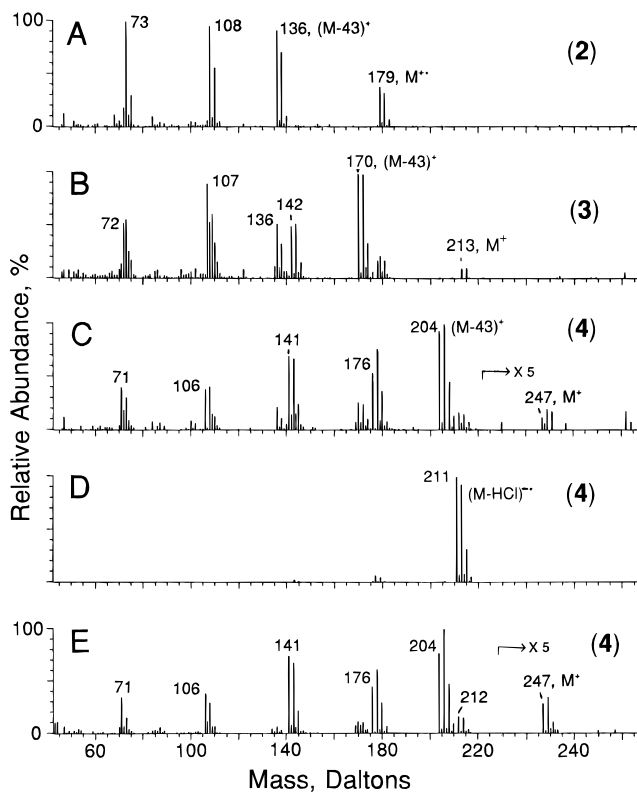 100
0
A
73
108
136, (M-43)⁺
179, M⁺·
(2)
B
72
107
136
142
170, (M-43)⁺
213, M⁺
(3)
C
71
106
141
176
204 (M-43)⁺
X 5
247, M⁺
(4)
D
211
(M-HCl)⁻·
(4)
100
0
E
71
106
141
176
204
212
X 5
247, M⁺
(4)
60
100
140
180
220
240
Mass, Daltons
Relative Abundance, %